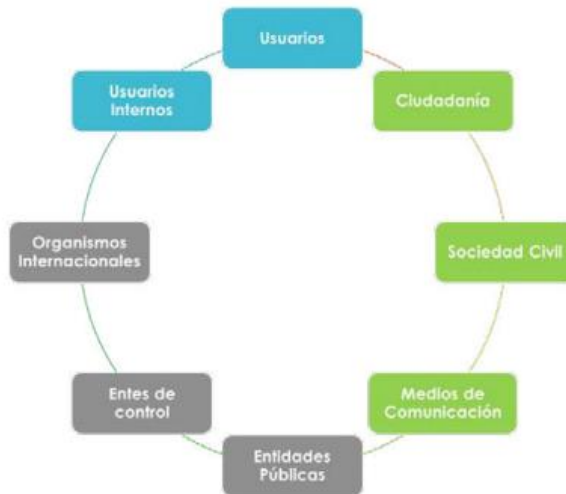 Usuarios
Ciudadanía
Sociedad Civil
Medios de
Comunicación
Entidades
Públicas
Entes de
control
Organismos
Internacionales
Usuarios
Internos